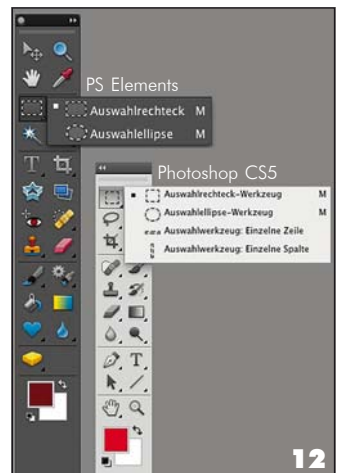 PS Elements
Auswahlrechteck M
Auswahlellipse M
T
Photoshop CS5
Auswahlrechteck-Werkzeug M
Auswahlellipse-Werkzeug M
Auswahlwerkzeug: Einzelne Zeile
Auswahlwerkzeug: Einzelne Spalte
T
12